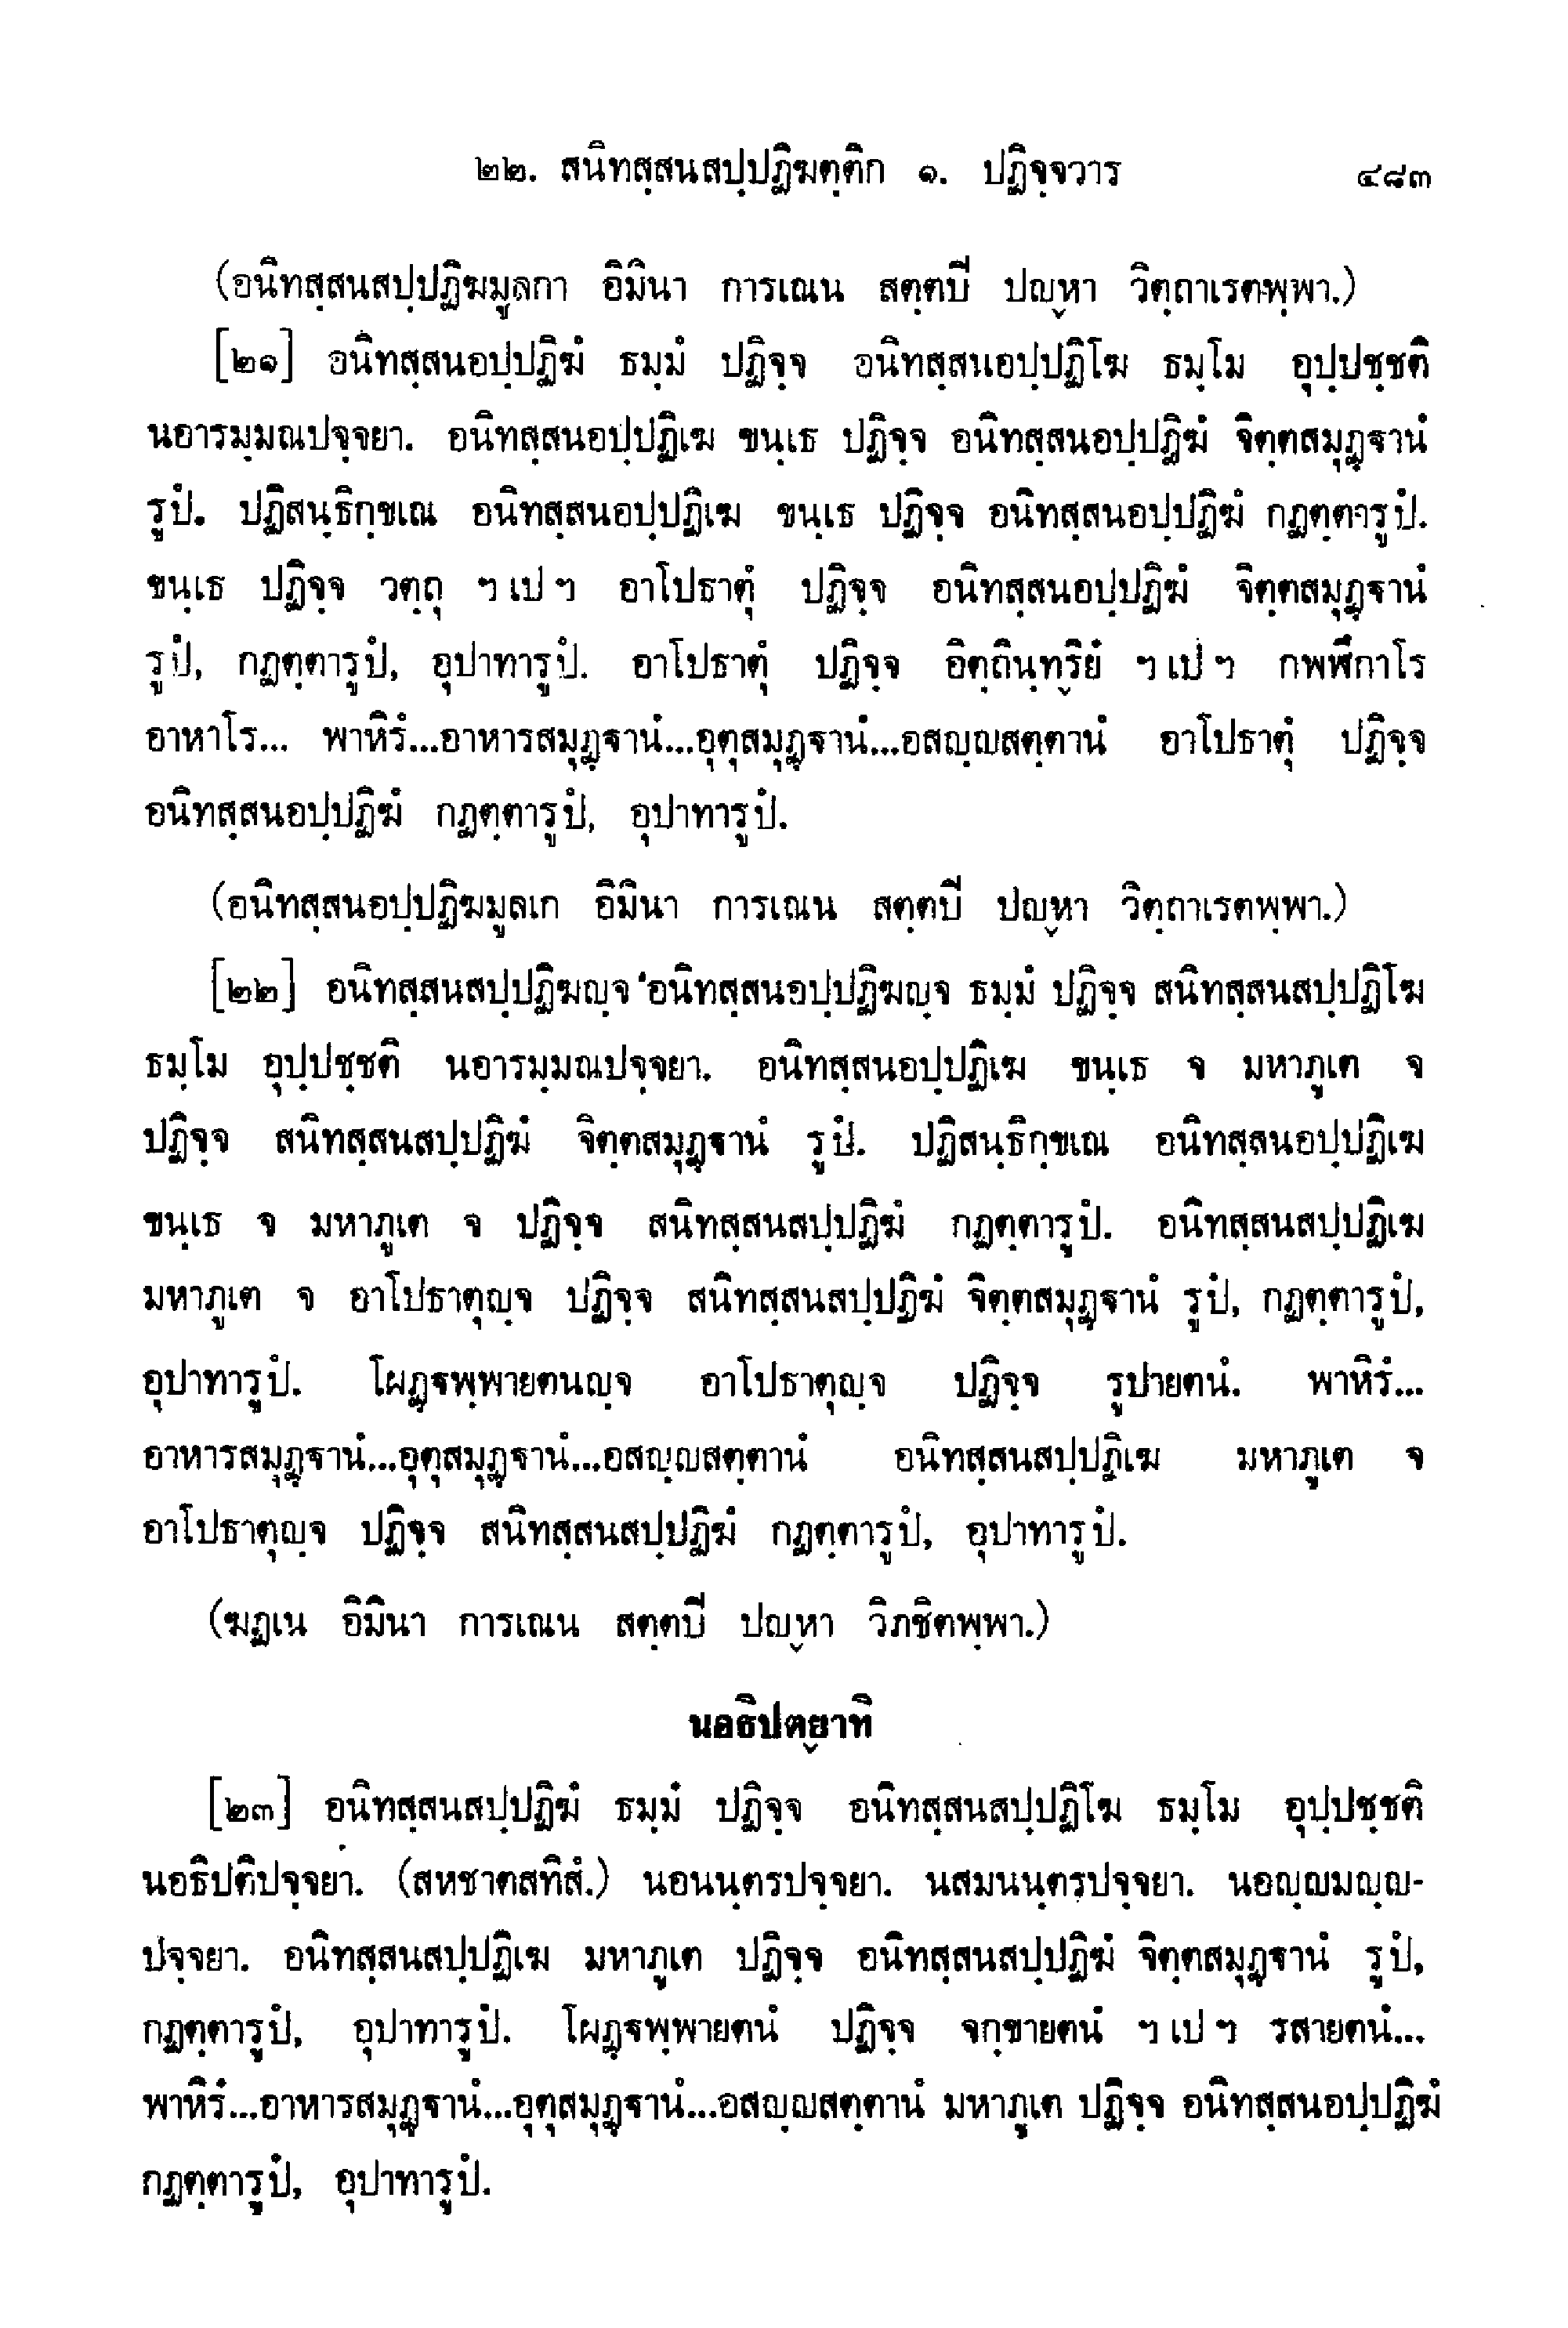 ๒๒. สนิทสฺสนสปฺปฏิฆตฺติก ๑. ปฏิจฺจวาร ๔๘๓
(อนิทสฺสนสปฺปฏิฆมูลกา อิมินา การเณน สตฺตปิ ปญฺหา วิตฺถาเรตพฺพา.)
[๒๑] อนิทสฺสนอปฺปฏิฆํ ธมฺมํ ปฏิจฺจ อนิทสฺสนอปฺปฏิโฆ ธมฺโม อุปฺปชฺชติ
นอารมฺมณปจฺจยา. อนิทสฺสนอปฺปฏิเฆ ขนฺเธ ปฏิจฺจ อนิทสฺสนอปฺปฏิฆํ จิตฺตสมุฏฺฐานํ
รูปํ. ปฏิสนฺธิกฺขเณ อนิทสฺสนอปฺปฏิเฆ ขนฺเธ ปฏิจฺจ อนิทสฺสนอปฺปฏิฆํ กฏตฺตารูปํ.
ขนฺเธ ปฏิจฺจ วตฺถุ ฯ เป ฯ อาโปธาตุํ ปฏิจฺจ อนิทสฺสนอปฺปฏิฆํ จิตฺตสมุฏฺฐานํ
รูปํ, กฏตฺตารูปํ, อุปาทารูปํ. อาโปธาตุํ ปฏิจฺจ อิตฺถินฺทฺริยํ ฯ เป ฯ กพฬีกาโร
อาหาโร... พาหิรํ...อาหารสมุฏฺฐานํ...อุตุสมุฏฺฐานํ...อสญฺญสตฺตานํ อาโปธาตุํ ปฏิจฺจ
อนิทสฺสนอปฺปฏิฆํ กฏตฺตารูปํ, อุปาทารูปํ.
(อนิทสฺสนอปฺปฏิฆมูลเก อิมินา การเณน สตฺตปิ ปญฺหา วิตฺถาเรตพฺพา.)
[๒๒] อนิทสฺสนสปฺปฏิฆญฺจ อนิทสฺสนอปฺปฏิฆญฺจ ธมฺมํ ปฏิจฺจ สนิทสฺสนสปฺปฏิโฆ
ธมฺโม อุปฺปชฺชติ นอารมฺมณปจฺจยา. อนิทสฺสนอปฺปฏิเฆ ขนฺเธ จ มหาภูเต จ
ปฏิจฺจ สนิทสฺสนสปฺปฏิฆํ จิตฺตสมุฏฺฐานํ รูปํ. ปฏิสนฺธิกฺขเณ อนิทสฺสนอปฺปฏิเฆ
ขนฺเธ จ มหาภูเต จ ปฏิจฺจ สนิทสฺสนสปฺปฏิฆํ กฏตฺตารูปํ. อนิทสฺสนสปฺปฏิเฆ
มหาภูเต จ อาโปธาตุญฺจ ปฏิจฺจ สนิทสฺสนสปฺปฏิฆํ จิตฺตสมุฏฺฐานํ รูปํ, กฏตฺตารูปํ,
อุปาทารูปํ. โผฏฺฐพฺพายตนญฺจ อาโปธาตุญฺจ ปฏิจฺจ รูปายตนํ. พาหิรํ...
อาหารสมุฏฺฐานํ...อุตุสมุฏฺฐานํ...อสญฺญสตฺตานํ อนิทสฺสนสปฺปฏิเฆ มหาภูเต จ
อาโปธาตุญฺจ ปฏิจฺจ สนิทสฺสนสปฺปฏิฆํ กฏตฺตารูปํ, อุปาทารูปํ.
(ฆฏเน อิมินา การเณน สตฺตปิ ปญฺหา วิภชิตพฺพา.)
นอธิปตฺยาทิ
[๒๓] อนิทสฺสนสปฺปฏิฆํ ธมฺมํ ปฏิจฺจ อนิทสฺสนสปฺปฏิโฆ ธมฺโม อุปฺปชฺชติ
นอธิปติปจฺจยา. (สหชาตสทิสํ.) นอนนฺตรปจฺจยา. นสมนนฺตรปจฺจยา. นอญฺญมญฺญ-
ปจฺจยา. อนิทสฺสนสปฺปฏิเฆ มหาภูเต ปฏิจฺจ อนิทสฺสนสปฺปฏิฆํ จิตฺตสมุฏฺฐานํ รูปํ,
กฏตฺตารูปํ, อุปาทารูปํ. โผฏฺฐพฺพายตนํ ปฏิจฺจ จกฺขายตนํ ฯ เป ฯ รสายตนํ...
พาหิรํ...อาหารสมุฏฺฐานํ...อุตุสมุฏฺฐานํ...อสญฺญสตฺตานํ มหาภูเต ปฏิจฺจ อนิทสฺสนอปฺปฏิฆํ
กฏตฺตารูปํ, อุปาทารูปํ.